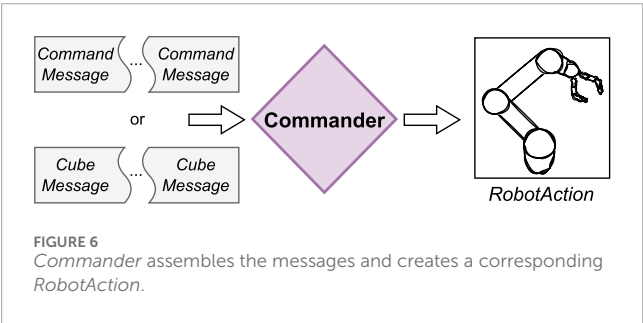 Command ... Command
Message Message
or
Commander
Cube ... Cube
Message Message
RobotAction
FIGURE 6
Commander assembles the messages and creates a corresponding
RobotAction.